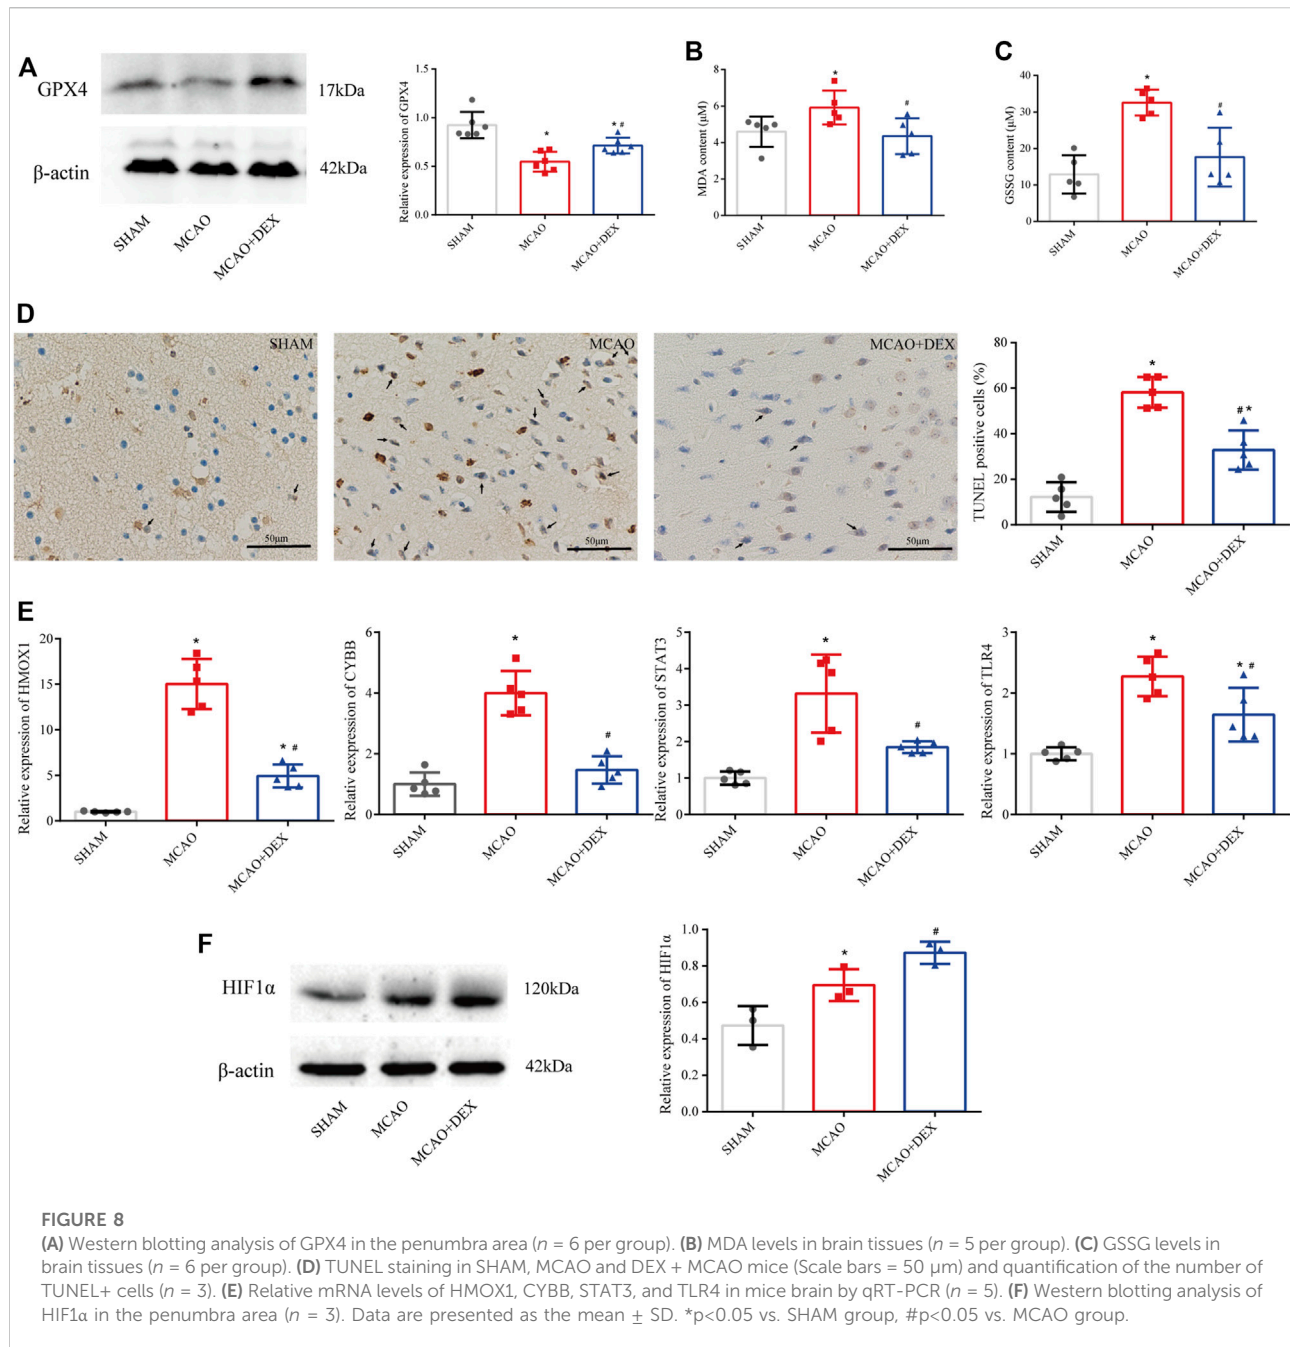 A
GPX4
17kDa
β-actin
42kDa
SHAM
MCAO
MCAO+DEX
Relative expression of GPX4
1.5
1.0
0.5
0.0
*
* #
SHAM
MCAO
MCAO+DEX
B
MDA content (μM)
8
6
4
2
0
*
#
SHAM
MCAO
MCAO+DEX
C
GSSG content (μM)
50
40
30
20
10
0
*
#
SHAM
MCAO
MCAO+DEX
D
SHAM
50μm
MCAO
50μm
MCAO+DEX
50μm
TUNEL positive cells (%)
80
60
40
20
0
*
# *
SHAM
MCAO
MCAO+DEX
E
Relative expression of HMOX1
20
15
10
5
0
*
* #
SHAM
MCAO
MCAO+DEX
Relative eexpression of CYBB
6
4
2
0
*
#
SHAM
MCAO
MCAO+DEX
Relative expression of STAT3
5
4
3
2
1
0
*
#
SHAM
MCAO
MCAO+DEX
Relative expression of TLR4
3
2
1
0
*
* #
SHAM
MCAO
MCAO+DEX
F
HIF1α
120kDa
β-actin
42kDa
SHAM
MCAO
MCAO+DEX
Relative expression of HIF1α
1.0
0.8
0.6
0.4
0.2
0.0
*
#
SHAM
MCAO
MCAO+DEX
FIGURE 8
(A) Western blotting analysis of GPX4 in the penumbra area (n = 6 per group). (B) MDA levels in brain tissues (n = 5 per group). (C) GSSG levels in
brain tissues (n = 6 per group). (D) TUNEL staining in SHAM, MCAO and DEX + MCAO mice (Scale bars = 50 μm) and quantification of the number of
TUNEL+ cells (n = 3). (E) Relative mRNA levels of HMOX1, CYBB, STAT3, and TLR4 in mice brain by qRT-PCR (n = 5). (F) Western blotting analysis of
HIF1α in the penumbra area (n = 3). Data are presented as the mean ± SD. *p<0.05 vs. SHAM group, #p<0.05 vs. MCAO group.